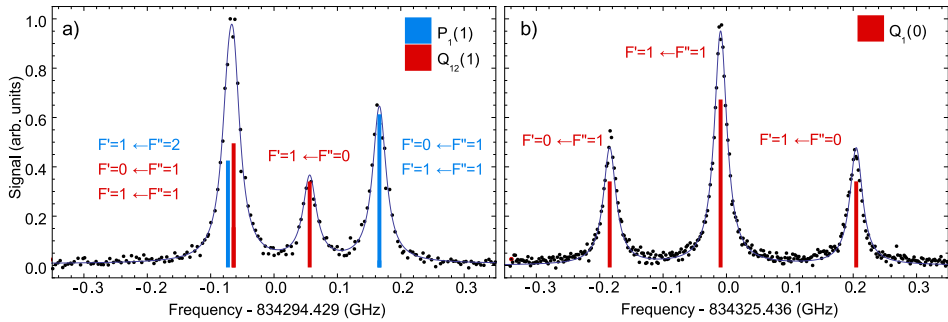 a)
P₁(1)
Q₁₂(1)
F'=1 ←F"=2
F'=0 ←F"=1
F'=1 ←F"=1
F'=1 ←F"=0
F'=0 ←F"=1
F'=1 ←F"=1
Signal (arb. units)
1.0
0.8
0.6
0.4
0.2
0.0
-0.3
-0.2
-0.1
0.0
0.1
0.2
0.3
Frequency - 834294.429 (GHz)
b)
Q₁(0)
F'=1 ←F"=1
F'=0 ←F"=1
F'=1 ←F"=0
-0.3
-0.2
-0.1
0.0
0.1
0.2
0.3
Frequency - 834325.436 (GHz)